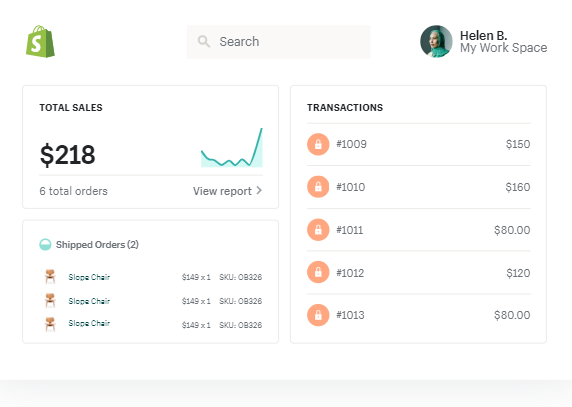 S
Search
Helen B.
My Work Space
TOTAL SALES
$218
6 total orders
View report
Shipped Orders (2)
Slope Chair
$149 x 1
SKU: OB326
Slope Chair
$149 x 1
SKU: OB326
Slope Chair
$149 x 1
SKU: OB326
TRANSACTIONS
#1009
$150
#1010
$160
#1011
$80.00
#1012
$120
#1013
$80.00